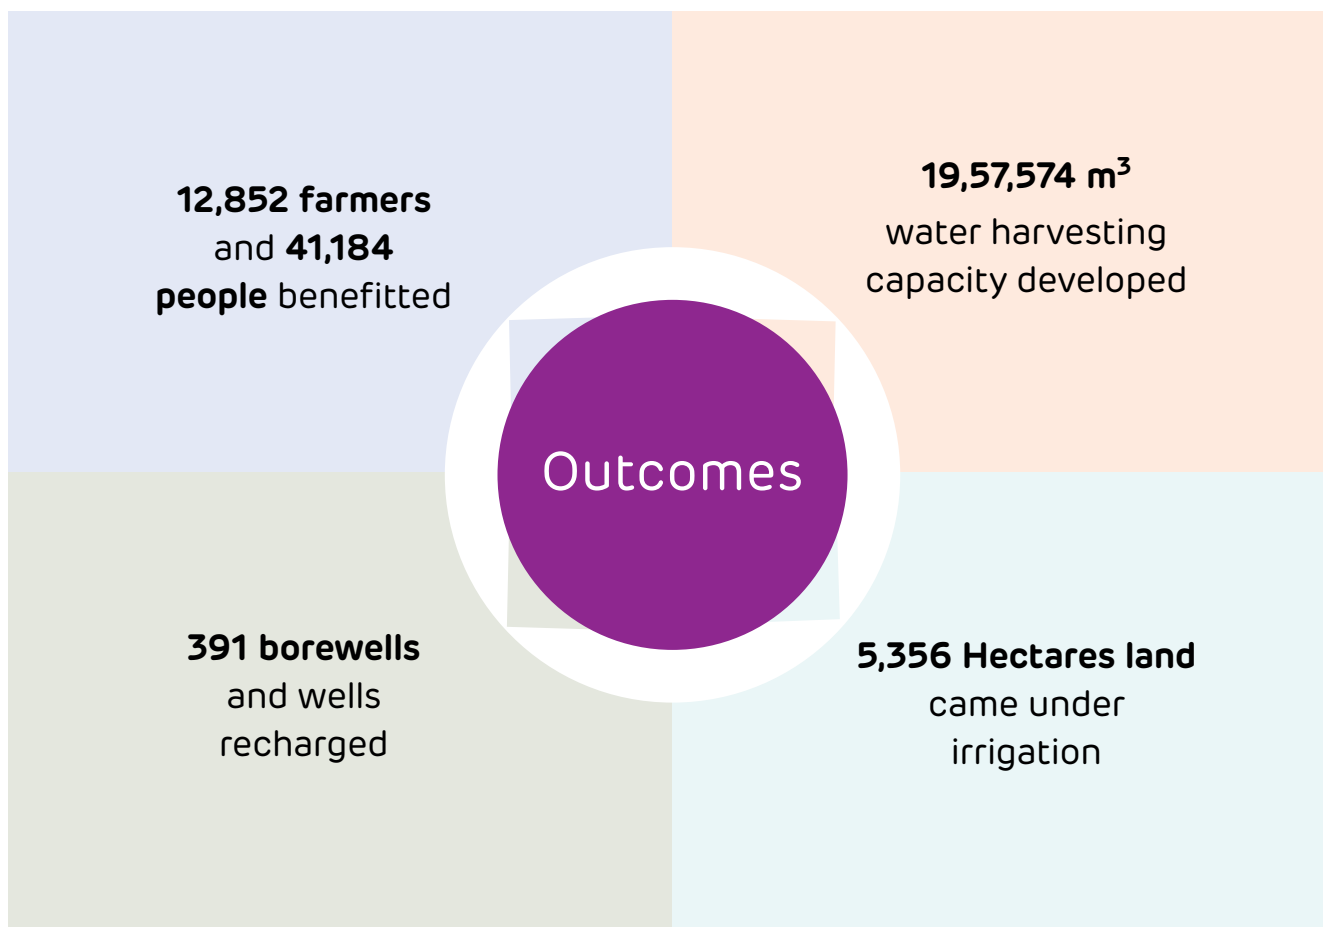 12,852 farmers
and 41,184
people benefitted
19,57,574 m³
water harvesting
capacity developed
Outcomes
391 borewells
and wells
recharged
5,356 Hectares land
came under
irrigation